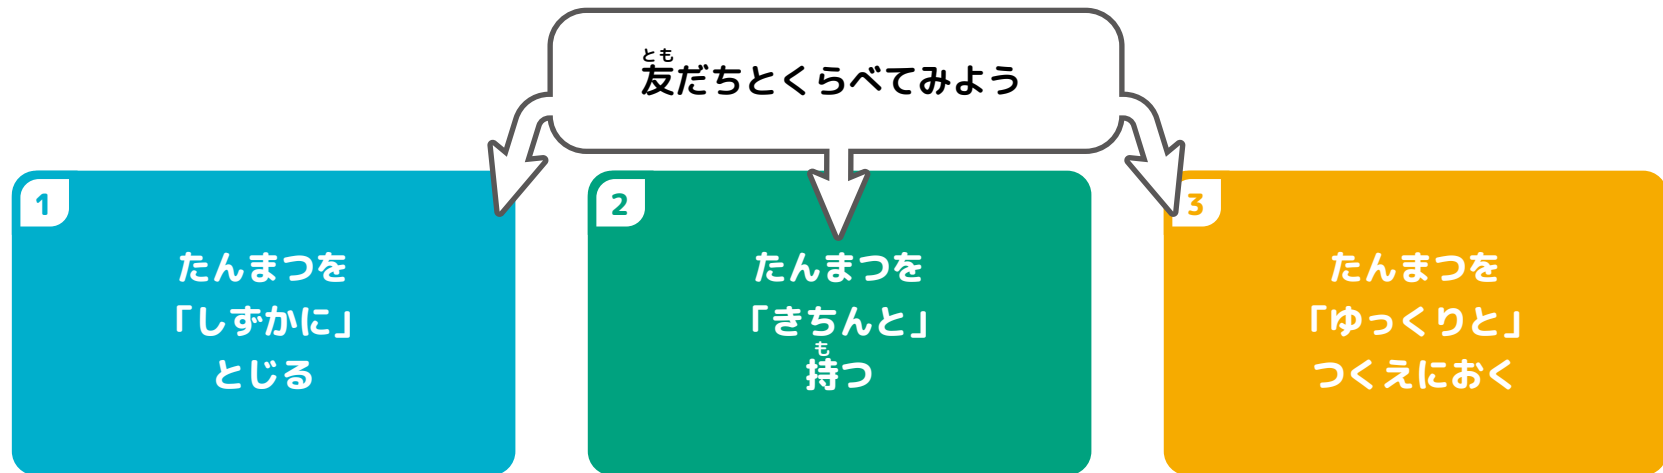 友だちとくらべてみよう
1
たんまつを
「しずかに」
とじる
2
たんまつを
「きちんと」
持つ
3
たんまつを
「ゆっくりと」
つくえにおく
とも
も